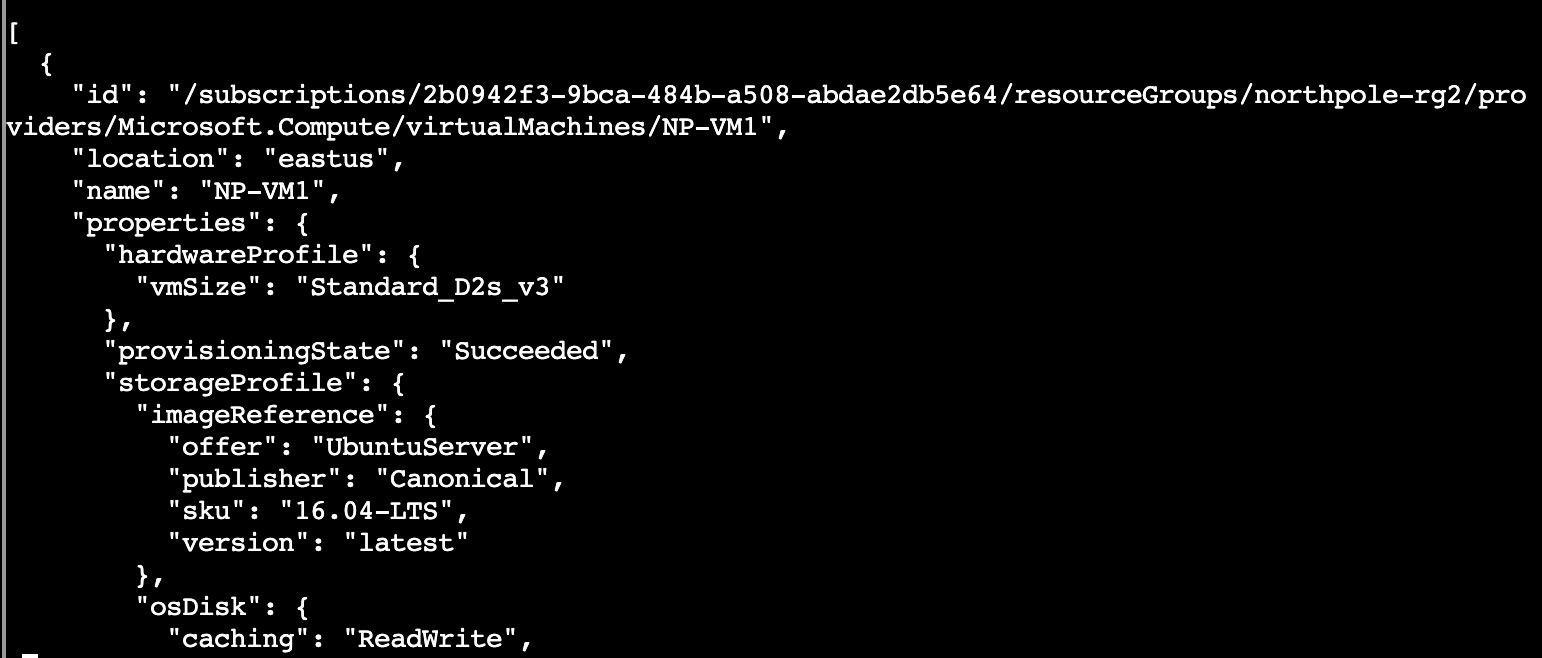 [
  {
    "id": "/subscriptions/2b0942f3-9bca-484b-a508-abdae2db5e64/resourceGroups/northpole-rg2/pro
viders/Microsoft.Compute/virtualMachines/NP-VM1",
    "location": "eastus",
    "name": "NP-VM1",
    "properties": {
      "hardwareProfile": {
        "vmSize": "Standard_D2s_v3"
      },
      "provisioningState": "Succeeded",
      "storageProfile": {
        "imageReference": {
          "offer": "UbuntuServer",
          "publisher": "Canonical",
          "sku": "16.04-LTS",
          "version": "latest"
        },
        "osDisk": {
          "caching": "ReadWrite",